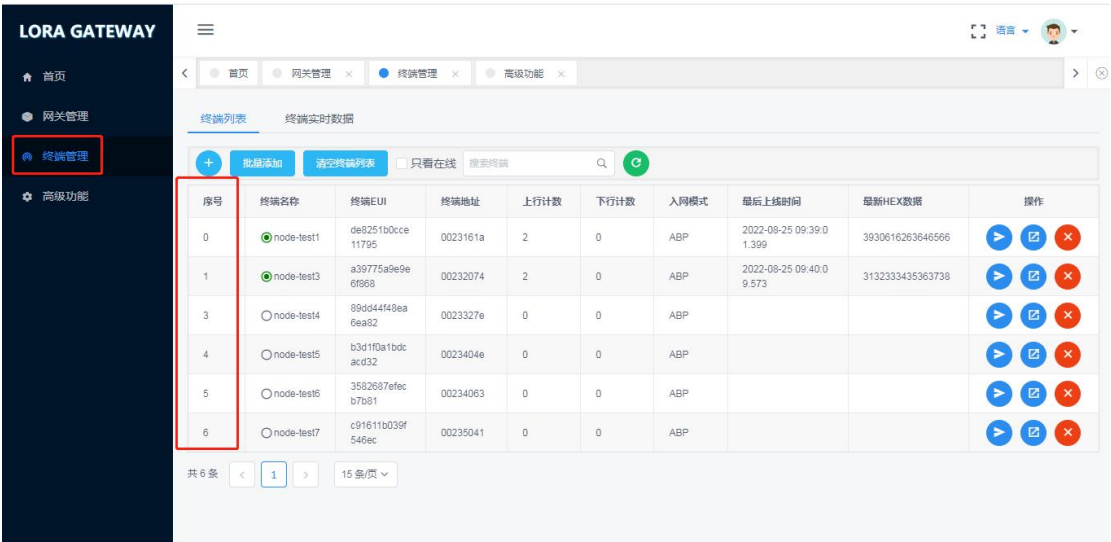 LORA GATEWAY
语言
首页
网关管理
终端管理
高级功能
首页
网关管理
终端管理
高级功能
终端列表
终端实时数据
批量添加
清空终端列表
只看在线
搜索终端
序号 终端名称 终端EUI 终端地址 上行计数 下行计数 入网模式 最后上线时间 最新HEX数据 操作
0 node-test1 de8251b0cce 0023161a 2 0 ABP 2022-08-25 09:39:0 3930616263646566
11795 1.399
1 node-test3 a39775a9e9e 00232074 2 0 ABP 2022-08-25 09:40:0 3132333435363738
6f868 9.573
3 node-test4 89dd44f48ea 0023327e 0 0 ABP
6ea82
4 node-test5 b3d1f0a1bdc 0023404e 0 0 ABP
acd32
5 node-test6 3582687efec 00234063 0 0 ABP
b7b81
6 node-test7 c91611b039f 00235041 0 0 ABP
546ec
共 6 条 1 15 条/页